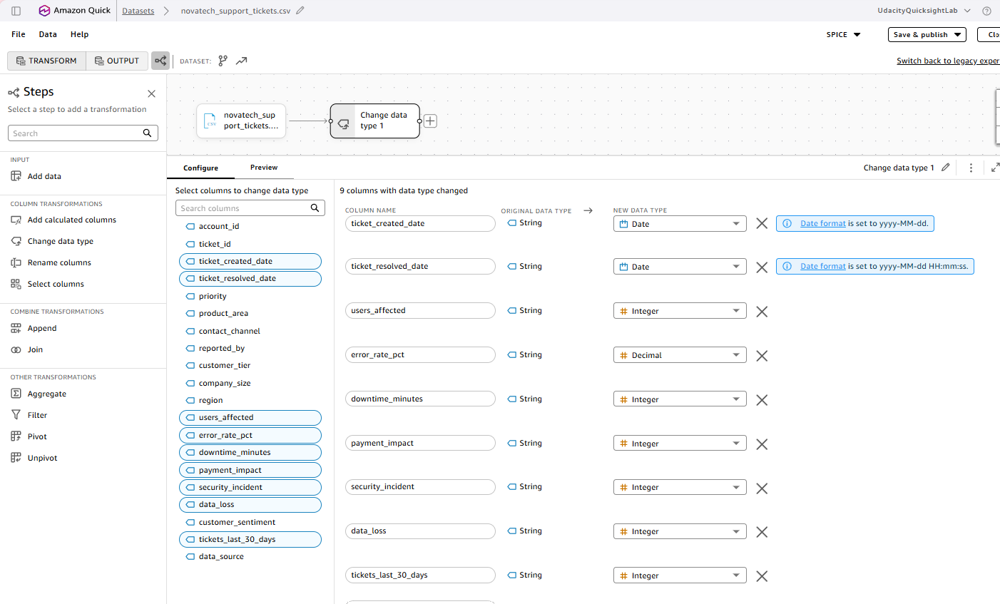 Amazon Quick
Datasets
novatech_support_tickets.csv
UdacityQuicksightLab
File
Data
Help
SPICE
Save & publish
Clo
TRANSFORM
OUTPUT
DATASET:
Switch back to legacy exper
Steps
Select a step to add a transformation
Search
INPUT
Add data
COLUMN TRANSFORMATIONS
Add calculated columns
Change data type
Rename columns
Select columns
COMBINE TRANSFORMATIONS
Append
Join
OTHER TRANSFORMATIONS
Aggregate
Filter
Pivot
Unpivot
CSV
novatech_sup
port_tickets....
Change data
type 1
Configure
Preview
Change data type 1
Select columns to change data type
Search columns
account_id
ticket_id
ticket_created_date
ticket_resolved_date
priority
product_area
contact_channel
reported_by
customer_tier
company_size
region
users_affected
error_rate_pct
downtime_minutes
payment_impact
security_incident
data_loss
customer_sentiment
tickets_last_30_days
data_source
9 columns with data type changed
COLUMN NAME ORIGINAL DATA TYPE → NEW DATA TYPE
ticket_created_date String Date Date format is set to yyyy-MM-dd.
ticket_resolved_date String Date Date format is set to yyyy-MM-dd HH:mm:ss.
users_affected String Integer
error_rate_pct String Decimal
downtime_minutes String Integer
payment_impact String Integer
security_incident String Integer
data_loss String Integer
tickets_last_30_days String Integer